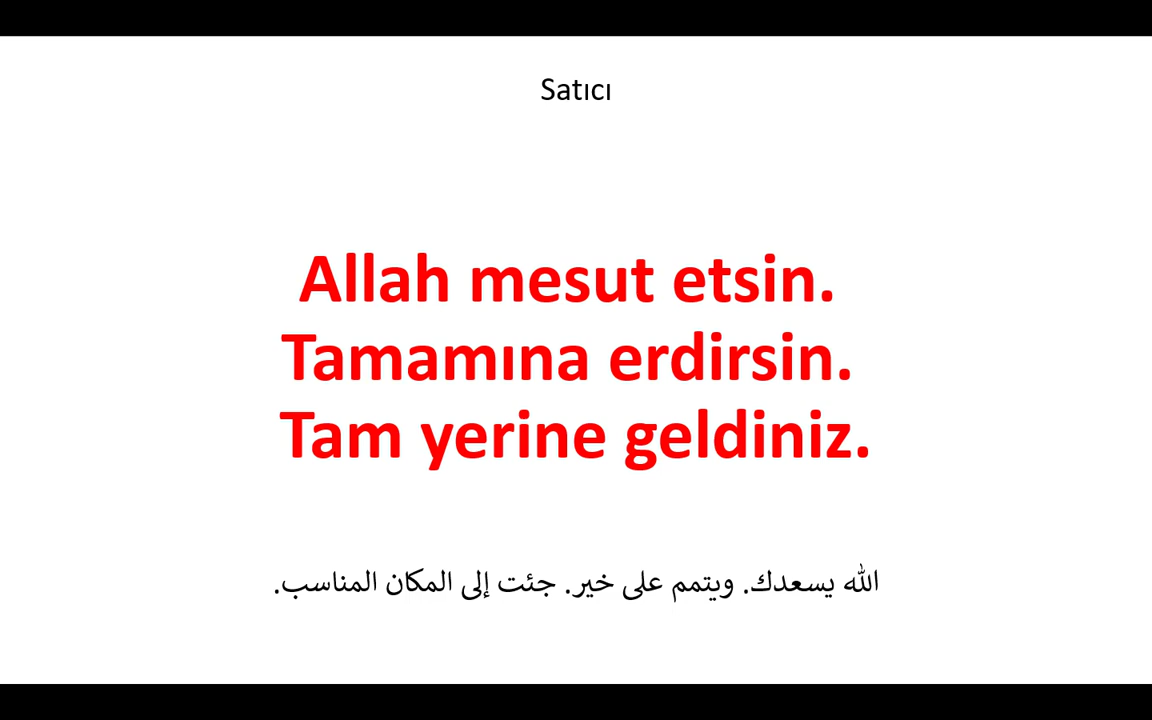 Satıcı
Allah mesut etsin.
Tamamına erdirsin.
Tam yerine geldiniz.
الله يسعدك. ويتمم على خير. جئت إلى المكان المناسب.